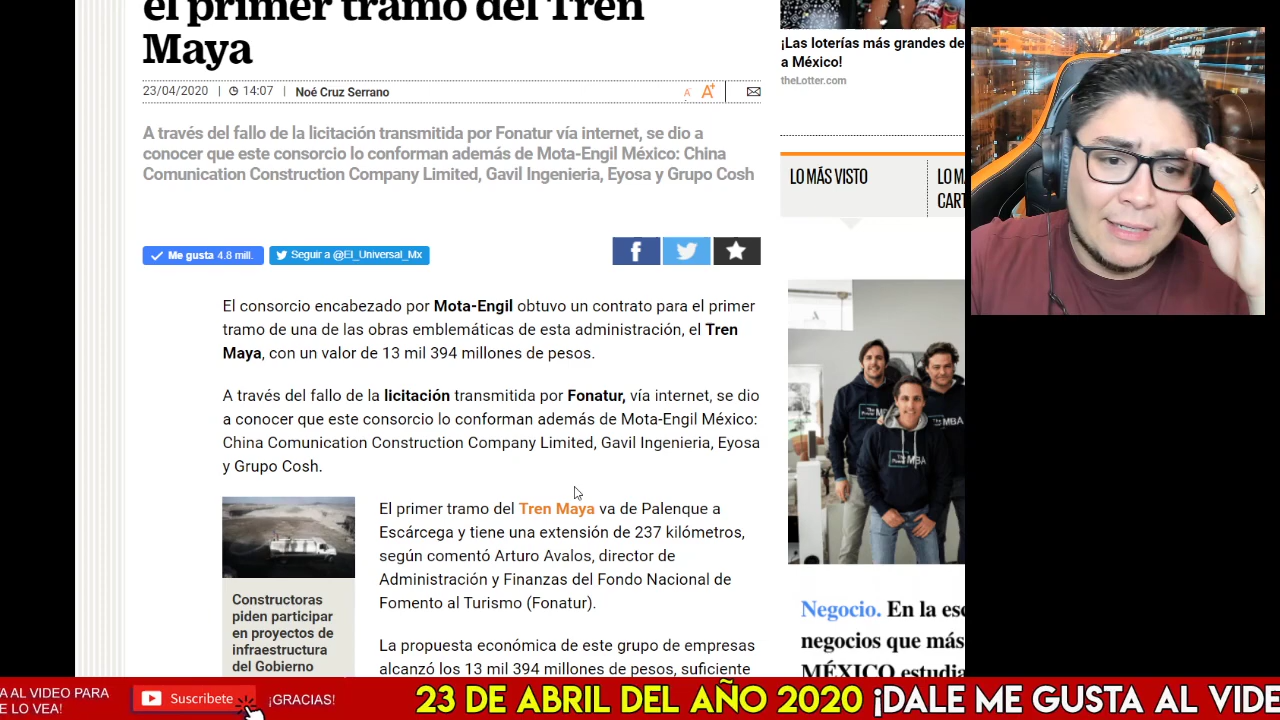 el primer tramo del Tren
Maya
23/04/2020 | 14:07 | Noé Cruz Serrano
A- A+
A través del fallo de la licitación transmitida por Fonatur vía internet, se dio a
conocer que este consorcio lo conforman además de Mota-Engil México: China
Comunication Construction Company Limited, Gavil Ingenieria, Eyosa y Grupo Cosh
Me gusta 4.8 mill.
Seguir a @El_Universal_Mx
El consorcio encabezado por Mota-Engil obtuvo un contrato para el primer
tramo de una de las obras emblemáticas de esta administración, el Tren
Maya, con un valor de 13 mil 394 millones de pesos.
A través del fallo de la licitación transmitida por Fonatur, vía internet, se dio
a conocer que este consorcio lo conforman además de Mota-Engil México:
China Comunication Construction Company Limited, Gavil Ingenieria, Eyosa
y Grupo Cosh.
El primer tramo del Tren Maya va de Palenque a
Escárcega y tiene una extensión de 237 kilómetros,
según comentó Arturo Avalos, director de
Administración y Finanzas del Fondo Nacional de
Fomento al Turismo (Fonatur).
La propuesta económica de este grupo de empresas
alcanzó los 13 mil 394 millones de pesos, suficiente
Constructoras
piden participar
en proyectos de
infraestructura
del Gobierno
¡Las loterías más grandes de
a México!
theLotter.com
LO MÁS VISTO
LO M
CART
MBA
Negocio. En la esc
negocios que más
MÉXICO estudia
A AL VIDEO PARA
E LO VEA!
Suscribete
¡GRACIAS!
23 DE ABRIL DEL AÑO 2020 ¡DALE ME GUSTA AL VIDE